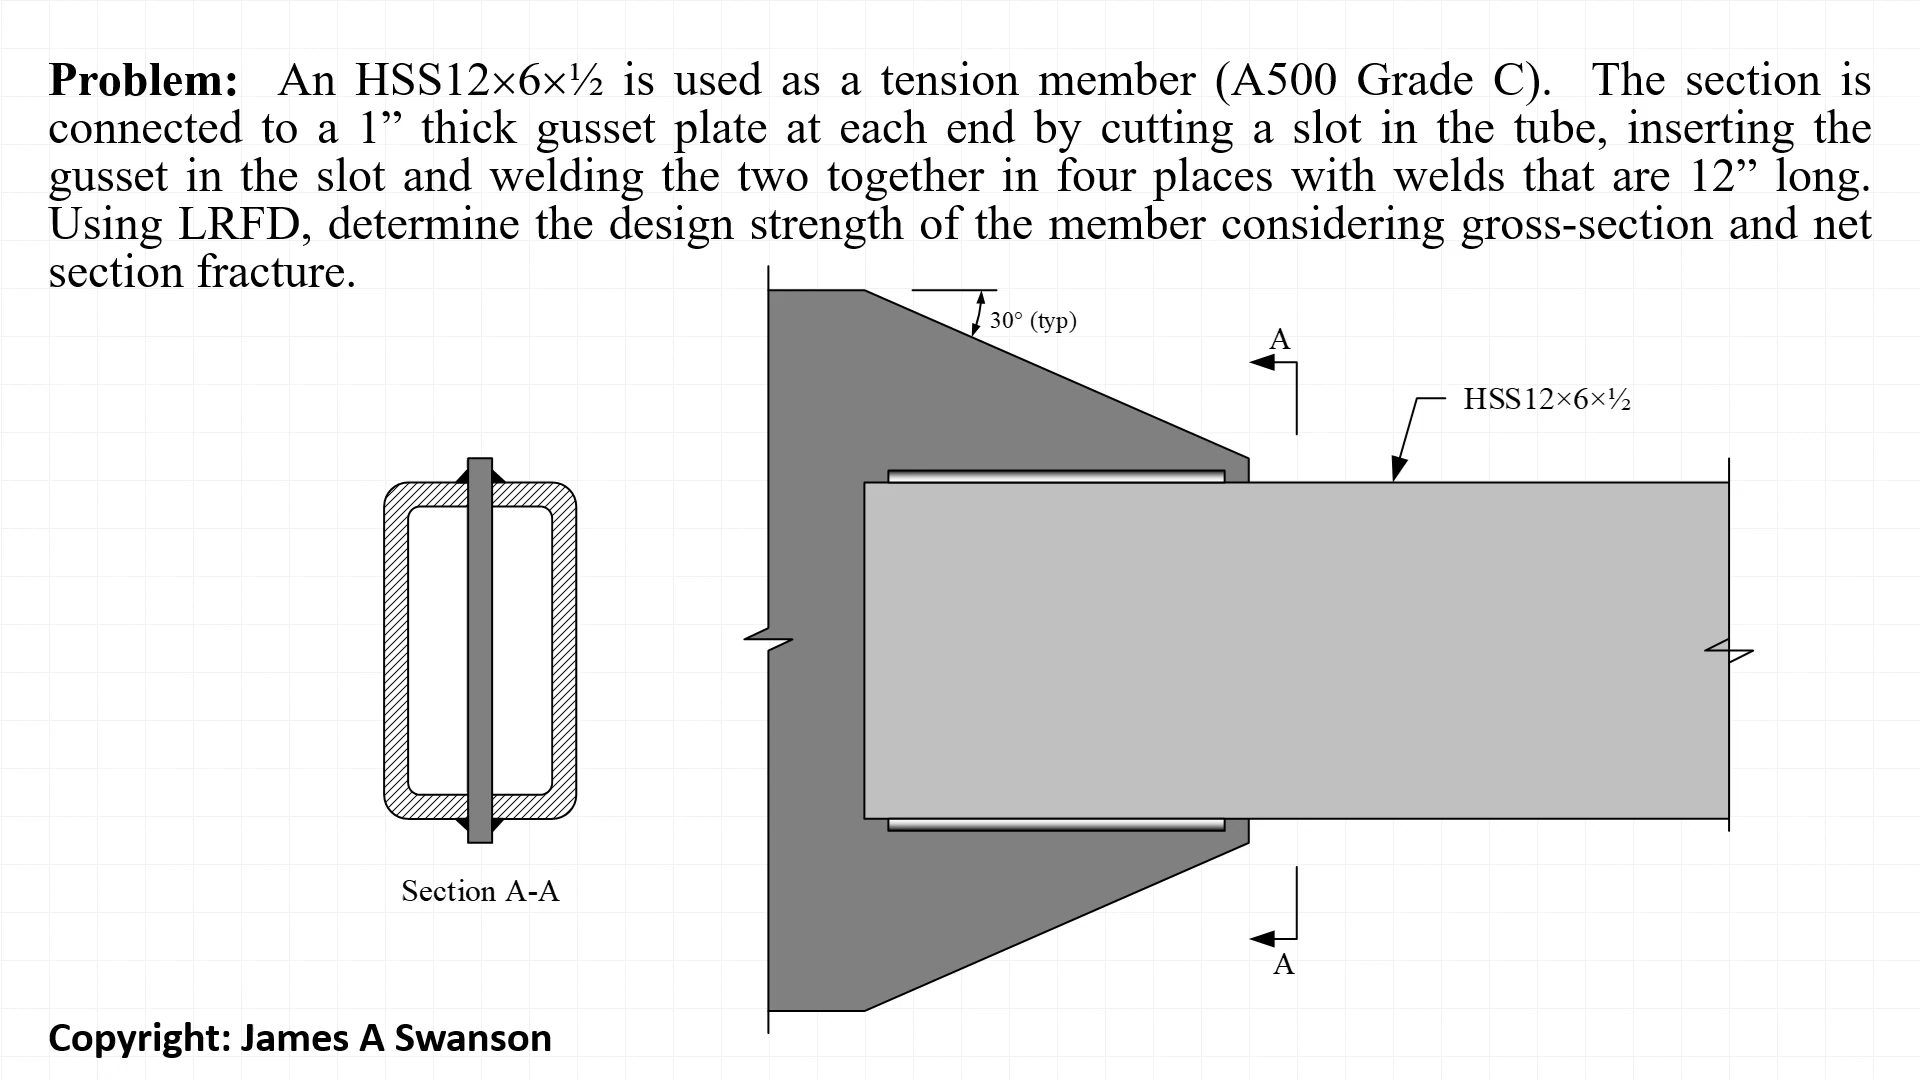 Problem: An HSS12×6×½ is used as a tension member (A500 Grade C). The section is
connected to a 1” thick gusset plate at each end by cutting a slot in the tube, inserting the
gusset in the slot and welding the two together in four places with welds that are 12” long.
Using LRFD, determine the design strength of the member considering gross-section and net
section fracture.
30° (typ)
A
HSS12×6×½
Section A-A
A
Copyright: James A Swanson